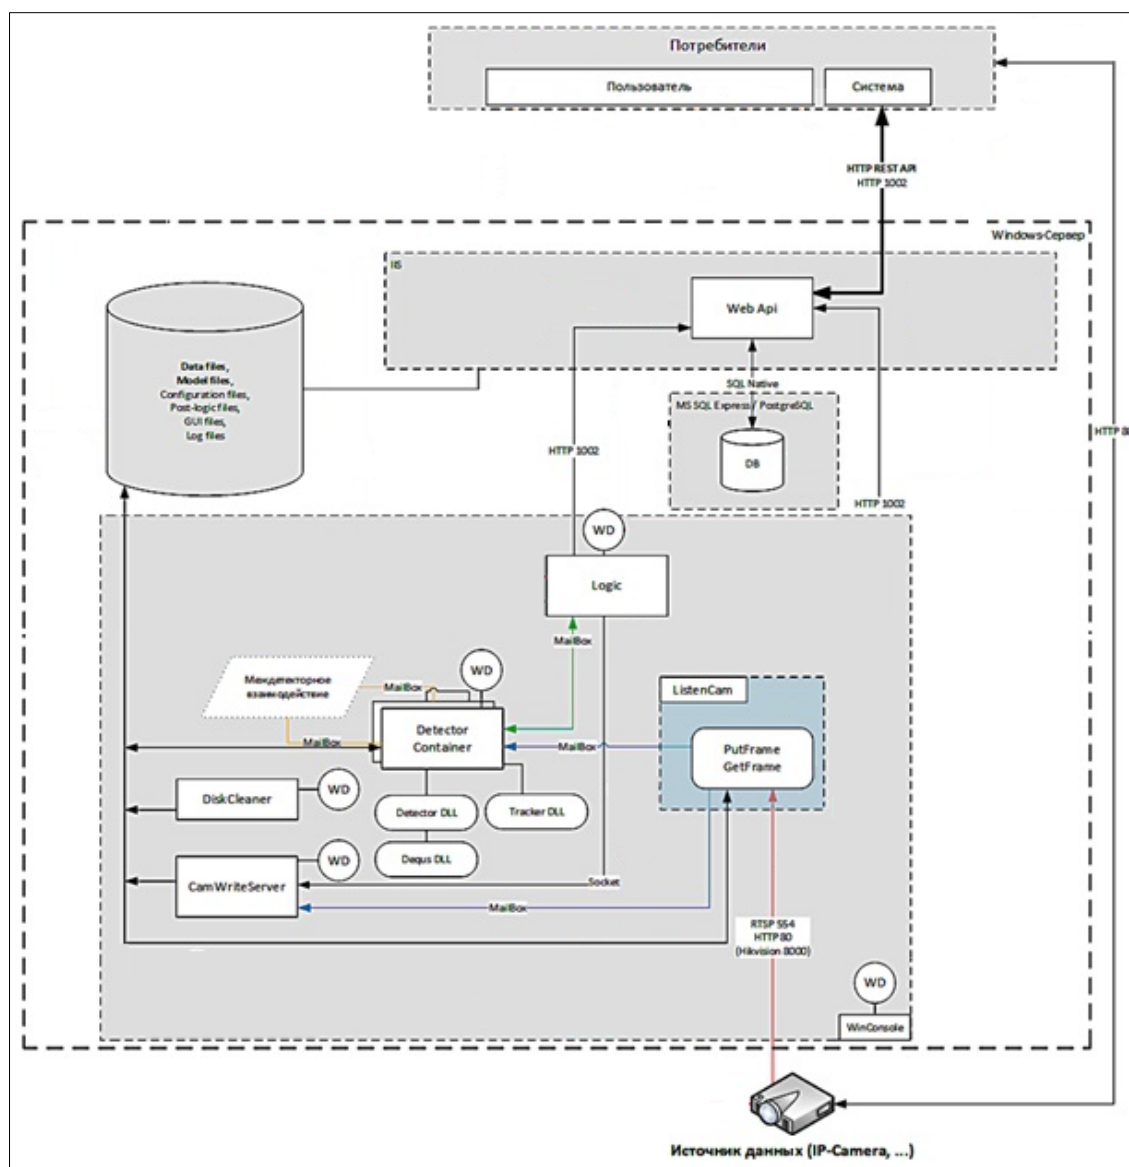 Потребители
Пользователь
Система
HTTP REST API
HTTP 1002
Windows-Сервер
IIS
Web Api
Data files,
Model files,
Configuration files,
Post-logic files,
GUI files,
Log files
SQL Native
MS SQL Express / PostgreSQL
DB
HTTP 1002
HTTP 8
HTTP 1002
WD
Logic
MailBox
Междетекторное
взаимодействие
MailBox
WD
ListenCam
Detector
Container
MailBox
MailBox
PutFrame
GetFrame
DiskCleaner
WD
Detector DLL
Tracker DLL
WD
Dequs DLL
CamWriteServer
Socket
MailBox
RTSP 554
HTTP 80
(Hikvision 8000)
WD
WinConsole
Источник данных (IP-Camera, ...)